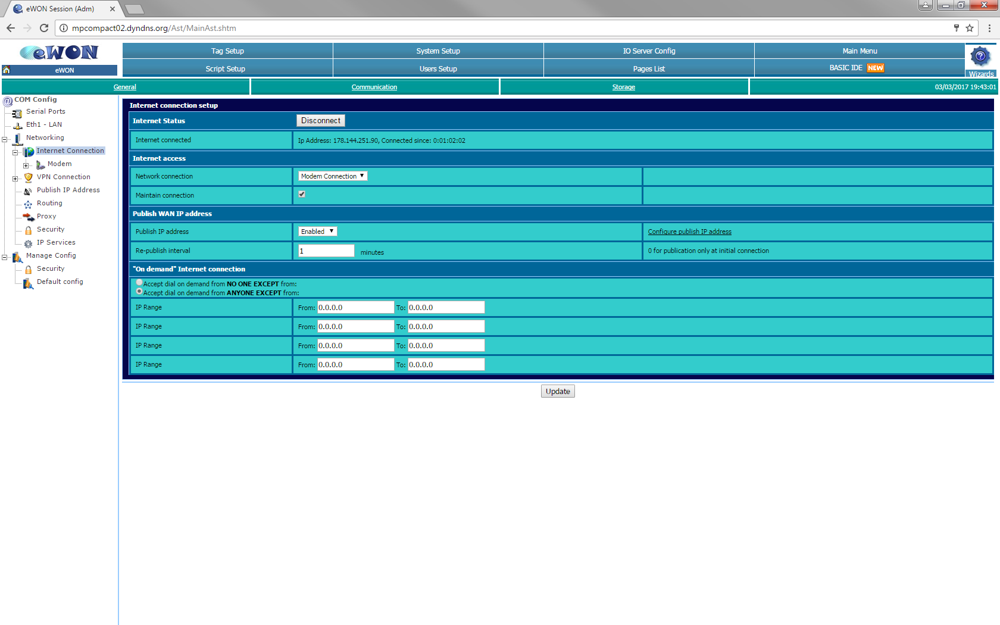 eWON Session (Adm)
mpcompact02.dyndns.org/Ast/MainAst.shtm
eWON
eWON
Tag Setup
System Setup
IO Server Config
Main Menu
Script Setup
Users Setup
Pages List
BASIC IDE NEW
Wizards
General
Communication
Storage
03/03/2017 19:43:01
COM Config
Serial Ports
Eth1 - LAN
Networking
Internet Connection
Modem
VPN Connection
Publish IP Address
Routing
Proxy
Security
IP Services
Manage Config
Security
Default config
Internet connection setup
Internet Status
Disconnect
Internet connected
Ip Address: 178.144.251.90, Connected since: 0:01:02:02
Internet access
Network connection
Modem Connection
Maintain connection
Publish WAN IP address
Publish IP address
Enabled
Configure publish IP address
Re-publish interval
1 minutes
0 for publication only at initial connection
"On demand" Internet connection
Accept dial on demand from NO ONE EXCEPT from:
Accept dial on demand from ANYONE EXCEPT from:
IP Range
From: 0.0.0.0 To: 0.0.0.0
IP Range
From: 0.0.0.0 To: 0.0.0.0
IP Range
From: 0.0.0.0 To: 0.0.0.0
IP Range
From: 0.0.0.0 To: 0.0.0.0
Update